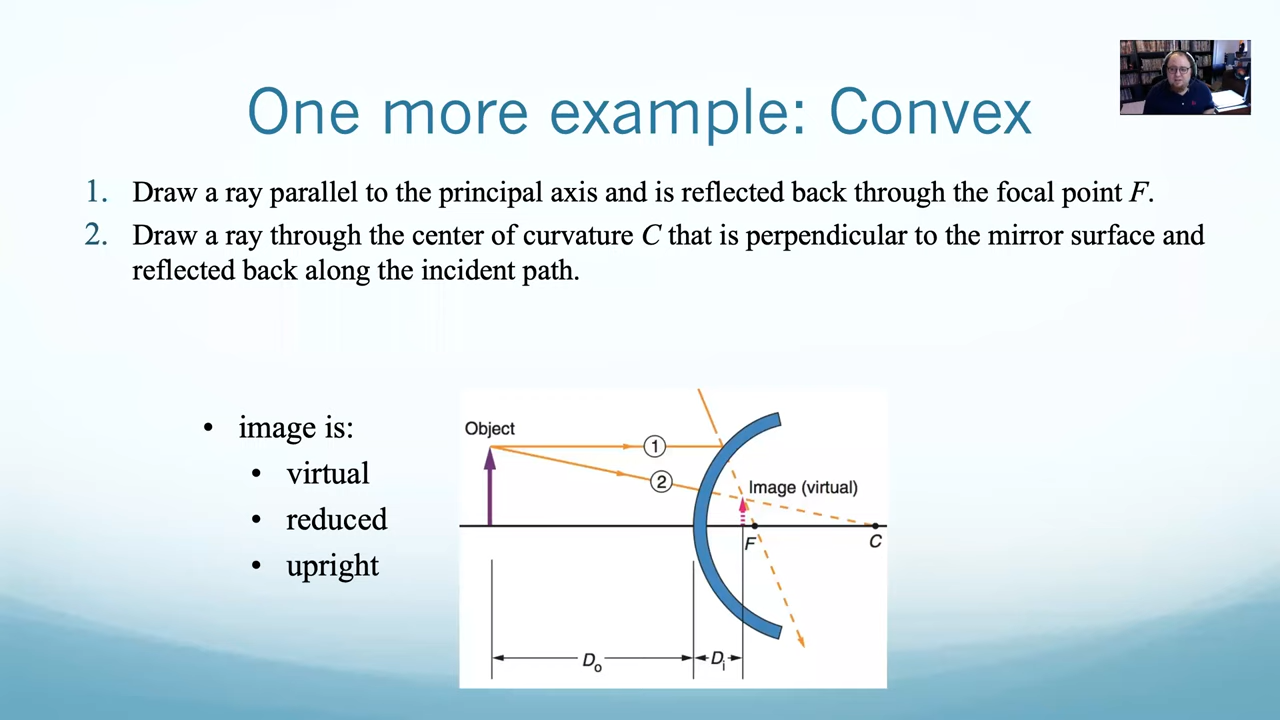 One more example: Convex
1. Draw a ray parallel to the principal axis and is reflected back through the focal point F.
2. Draw a ray through the center of curvature C that is perpendicular to the mirror surface and
reflected back along the incident path.
• image is:
• virtual
• reduced
• upright
Object
1
2
Image (virtual)
F
C
Do
Di